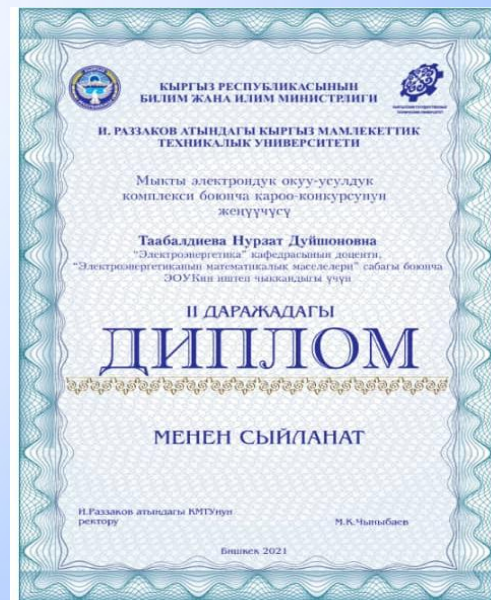 КЫРГЫЗ РЕСПУБЛИКАСЫНЫН
БИЛИМ ЖАНА ИЛИМ МИНИСТРЛИГИ
И. РАЗЗАКОВ АТЫНДАГЫ КЫРГЫЗ МАМЛЕКЕТТИК
ТЕХНИКАЛЫК УНИВЕРСИТЕТИ
Мыкты электрондук окуу-усулдук
комплекси боюнча кароо-конкурсунун
жеңүүчүсү
Таабалдиева Нурзат Дуйшоновна
"Электроэнергетика" кафедрасынын доценти,
"Электроэнергетиканын математикалык маселелери" сабагы боюнча
ЭОУКин иштеп чыккандыгы үчүн
II ДАРАЖАДАГЫ
ДИПЛОМ
МЕНЕН СЫЙЛАНАТ
И.Раззаков атындагы КМТУнун
ректору
М.К.Чыныбаев
Бишкек 2021